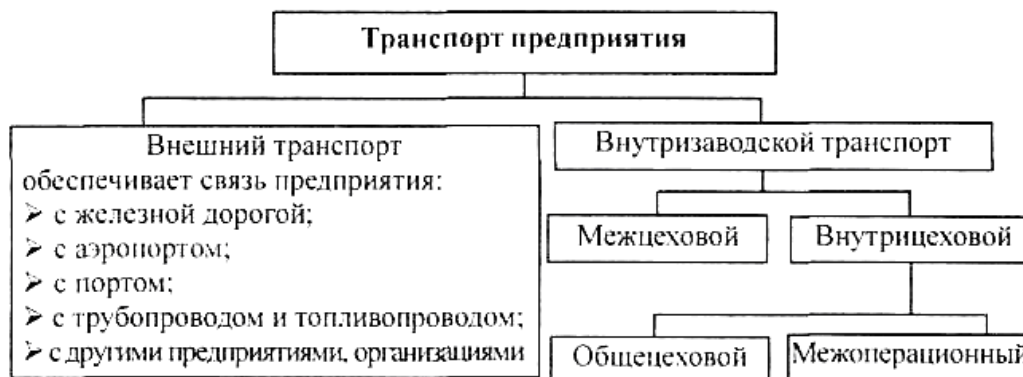 Транспорт предприятия
Внешний транспорт
обеспечивает связь предприятия:
➢ с железной дорогой;
➢ с аэропортом;
➢ с портом;
➢ с трубопроводом и топливопроводом;
➢ с другими предприятиями, организациями
Внутризаводской транспорт
Межцеховой
Внутрицеховой
Общецеховой
Межоперационный